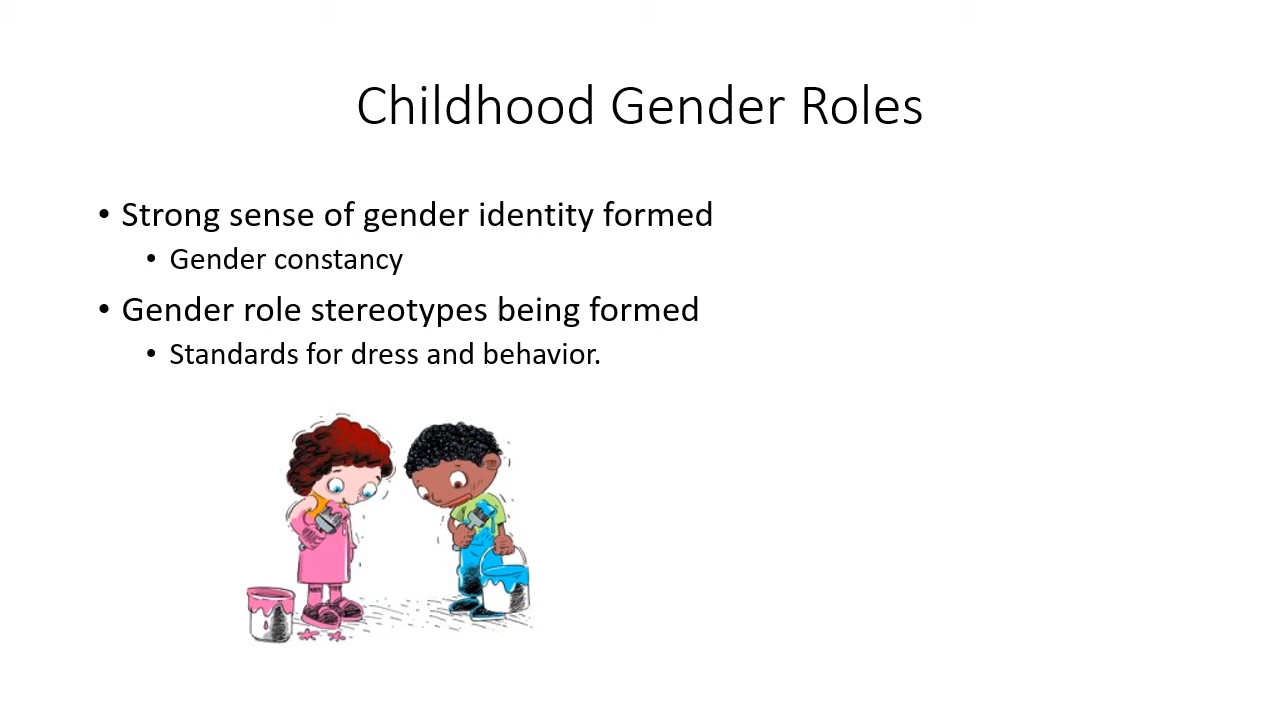 Childhood Gender Roles
• Strong sense of gender identity formed
• Gender constancy
• Gender role stereotypes being formed
• Standards for dress and behavior.